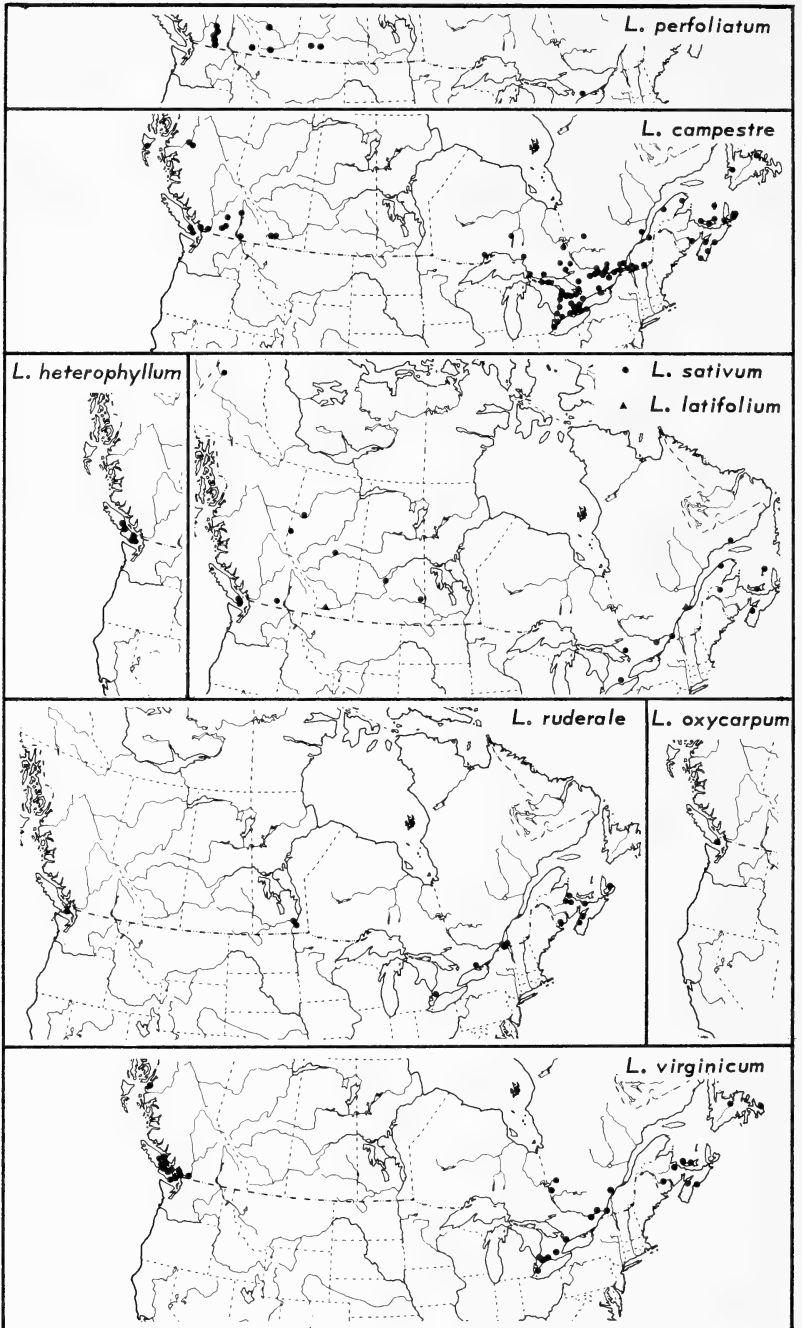 L. perfoliatum
L. campestre
L. heterophyllum
L. sativum
L. latifolium
L. ruderale
L. oxycarpum
L. virginicum